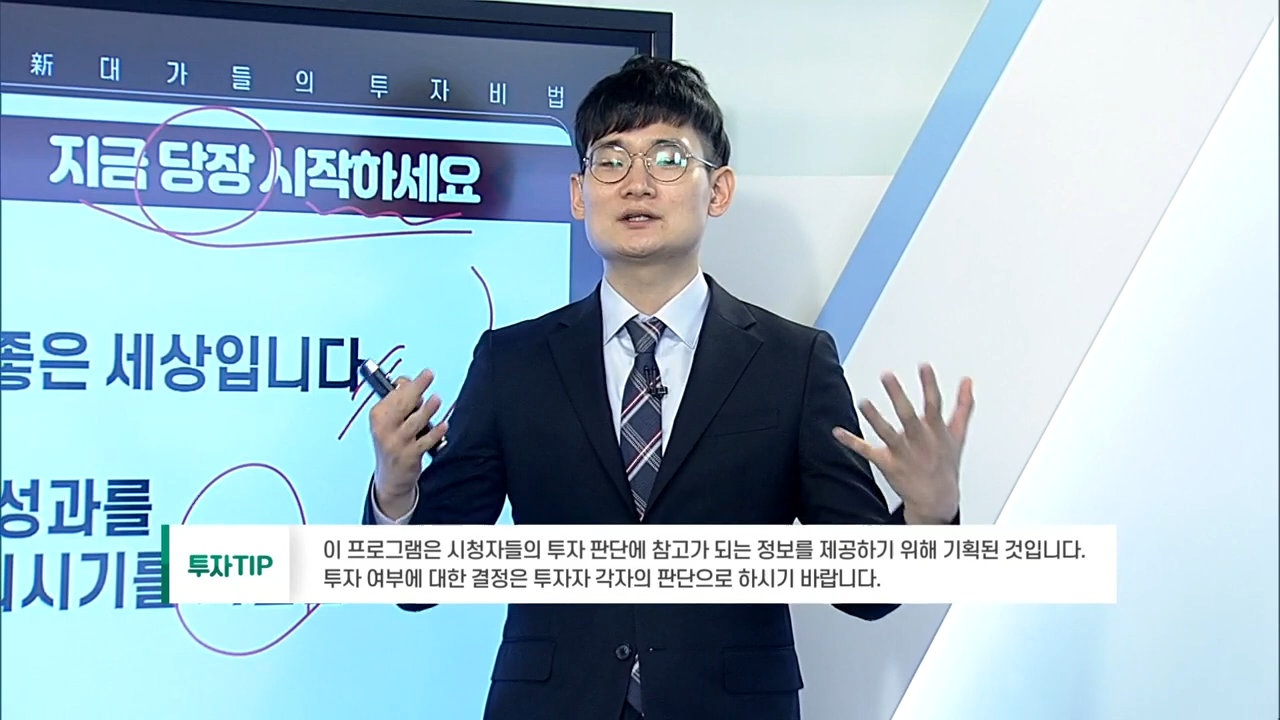 新 대가들의 투자비법
지금 당장 시작하세요
좋은 세상입니다
성과를
시기를
투자TIP
이 프로그램은 시청자들의 투자 판단에 참고가 되는 정보를 제공하기 위해 기획된 것입니다.
투자 여부에 대한 결정은 투자자 각자의 판단으로 하시기 바랍니다.